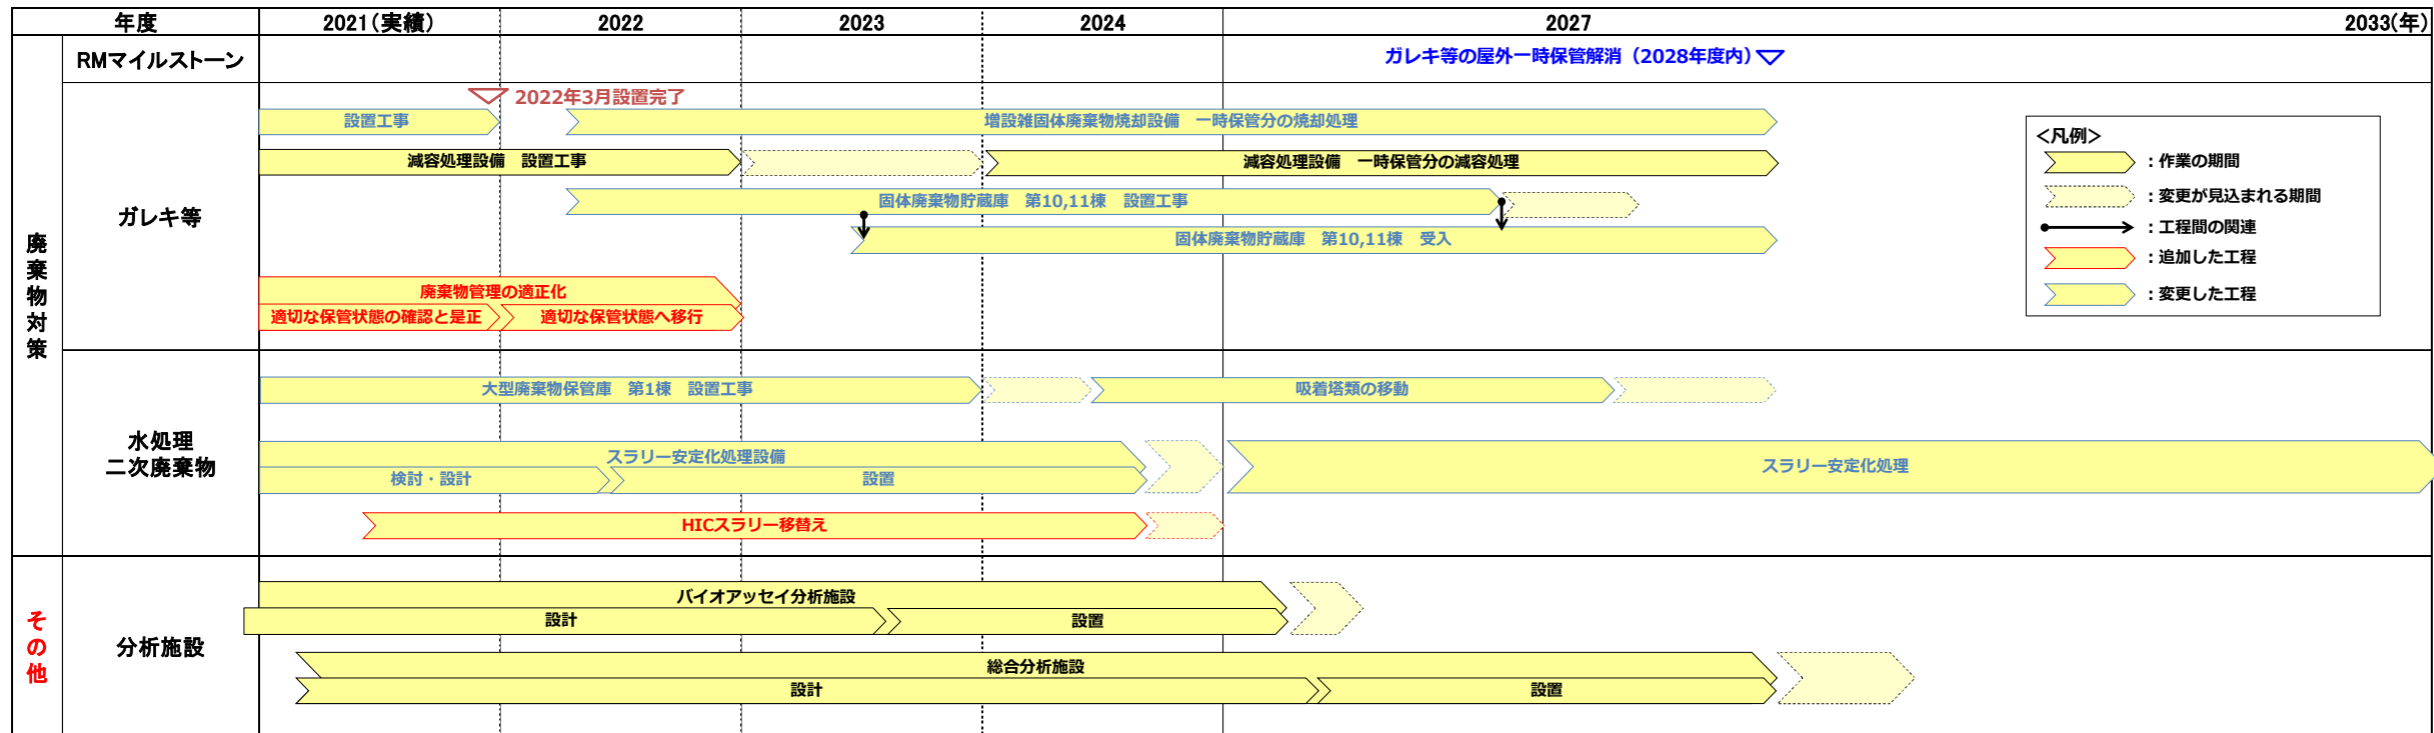 年度
2021(実績)
2022
2023
2024
2027
2033(年)
廃棄物対策
RMマイルストーン
ガレキ等の屋外一時保管解消（2028年度内）
ガレキ等
2022年3月設置完了
設置工事
増設雑固体廃棄物焼却設備　一時保管分の焼却処理
減容処理設備　設置工事
減容処理設備　一時保管分の減容処理
固体廃棄物貯蔵庫　第10,11棟　設置工事
固体廃棄物貯蔵庫　第10,11棟　受入
廃棄物管理の適正化
適切な保管状態の確認と是正
適切な保管状態へ移行
<凡例>
：作業の期間
：変更が見込まれる期間
：工程間の関連
：追加した工程
：変更した工程
水処理
二次廃棄物
大型廃棄物保管庫　第1棟　設置工事
吸着塔類の移動
スラリー安定化処理設備
検討・設計
設置
スラリー安定化処理
HICスラリー移替え
その他
分析施設
バイオアッセイ分析施設
設計
設置
総合分析施設
設計
設置